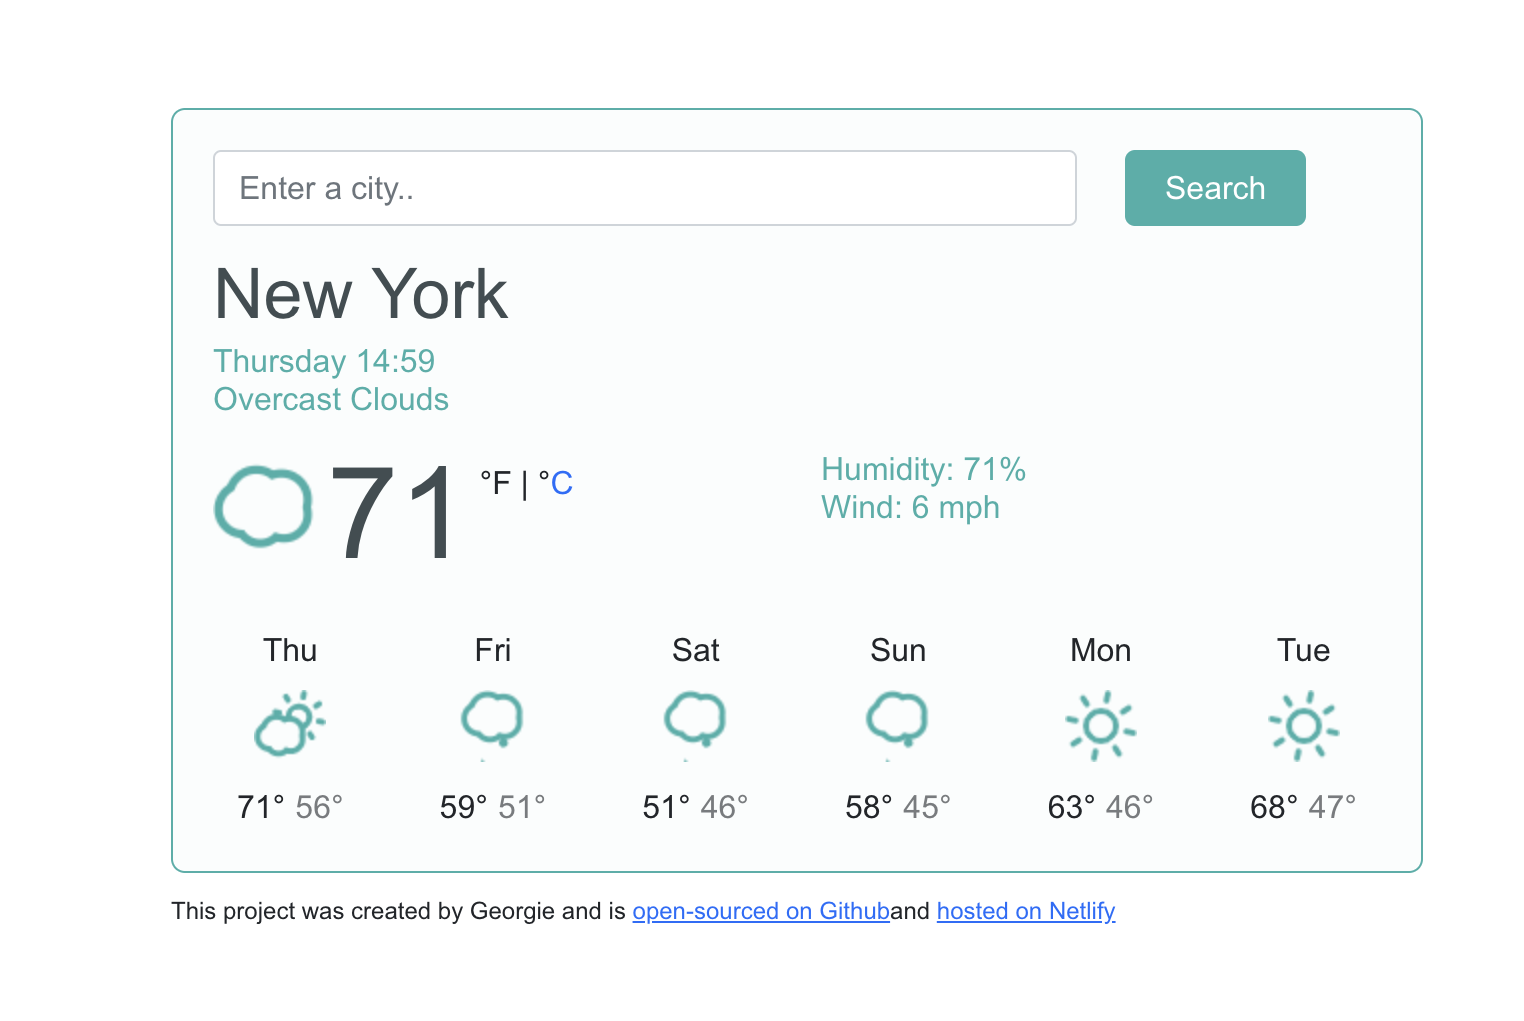 Enter a city..
Search
New York
Thursday 14:59
Overcast Clouds
71 °F | °C
Humidity: 71%
Wind: 6 mph
Thu Fri Sat Sun Mon Tue
71° 56° 59° 51° 51° 46° 58° 45° 63° 46° 68° 47°
This project was created by Georgie and is open-sourced on Githuband hosted on Netlify